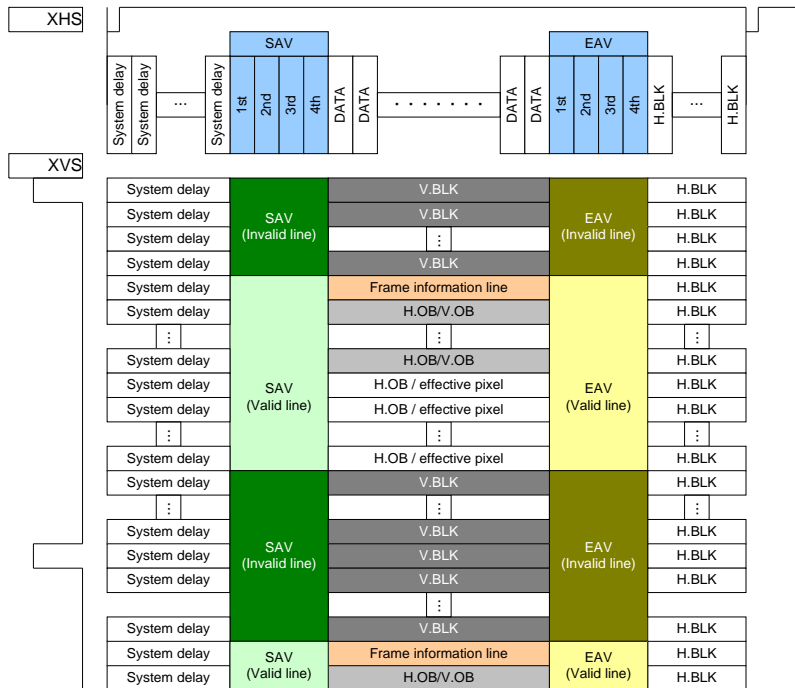 XHS
SAV
EAV
System delay
System delay
...
System delay
1st
2nd
3rd
4th
DATA
DATA
. . . . . . .
DATA
DATA
1st
2nd
3rd
4th
H.BLK
...
H.BLK
XVS
System delay
V.BLK
H.BLK
System delay
V.BLK
H.BLK
SAV
(Invalid line)
EAV
(Invalid line)
System delay
...
H.BLK
System delay
V.BLK
H.BLK
System delay
Frame information line
H.BLK
System delay
H.OB/V.OB
H.BLK
...
...
...
System delay
H.OB/V.OB
H.BLK
System delay
H.OB / effective pixel
H.BLK
SAV
(Valid line)
EAV
(Valid line)
System delay
H.OB / effective pixel
H.BLK
...
...
...
System delay
H.OB / effective pixel
H.BLK
System delay
V.BLK
H.BLK
...
...
...
System delay
V.BLK
H.BLK
SAV
(Invalid line)
EAV
(Invalid line)
System delay
V.BLK
H.BLK
System delay
V.BLK
H.BLK
...
System delay
V.BLK
H.BLK
System delay
Frame information line
H.BLK
SAV
(Valid line)
EAV
(Valid line)
System delay
H.OB/V.OB
H.BLK